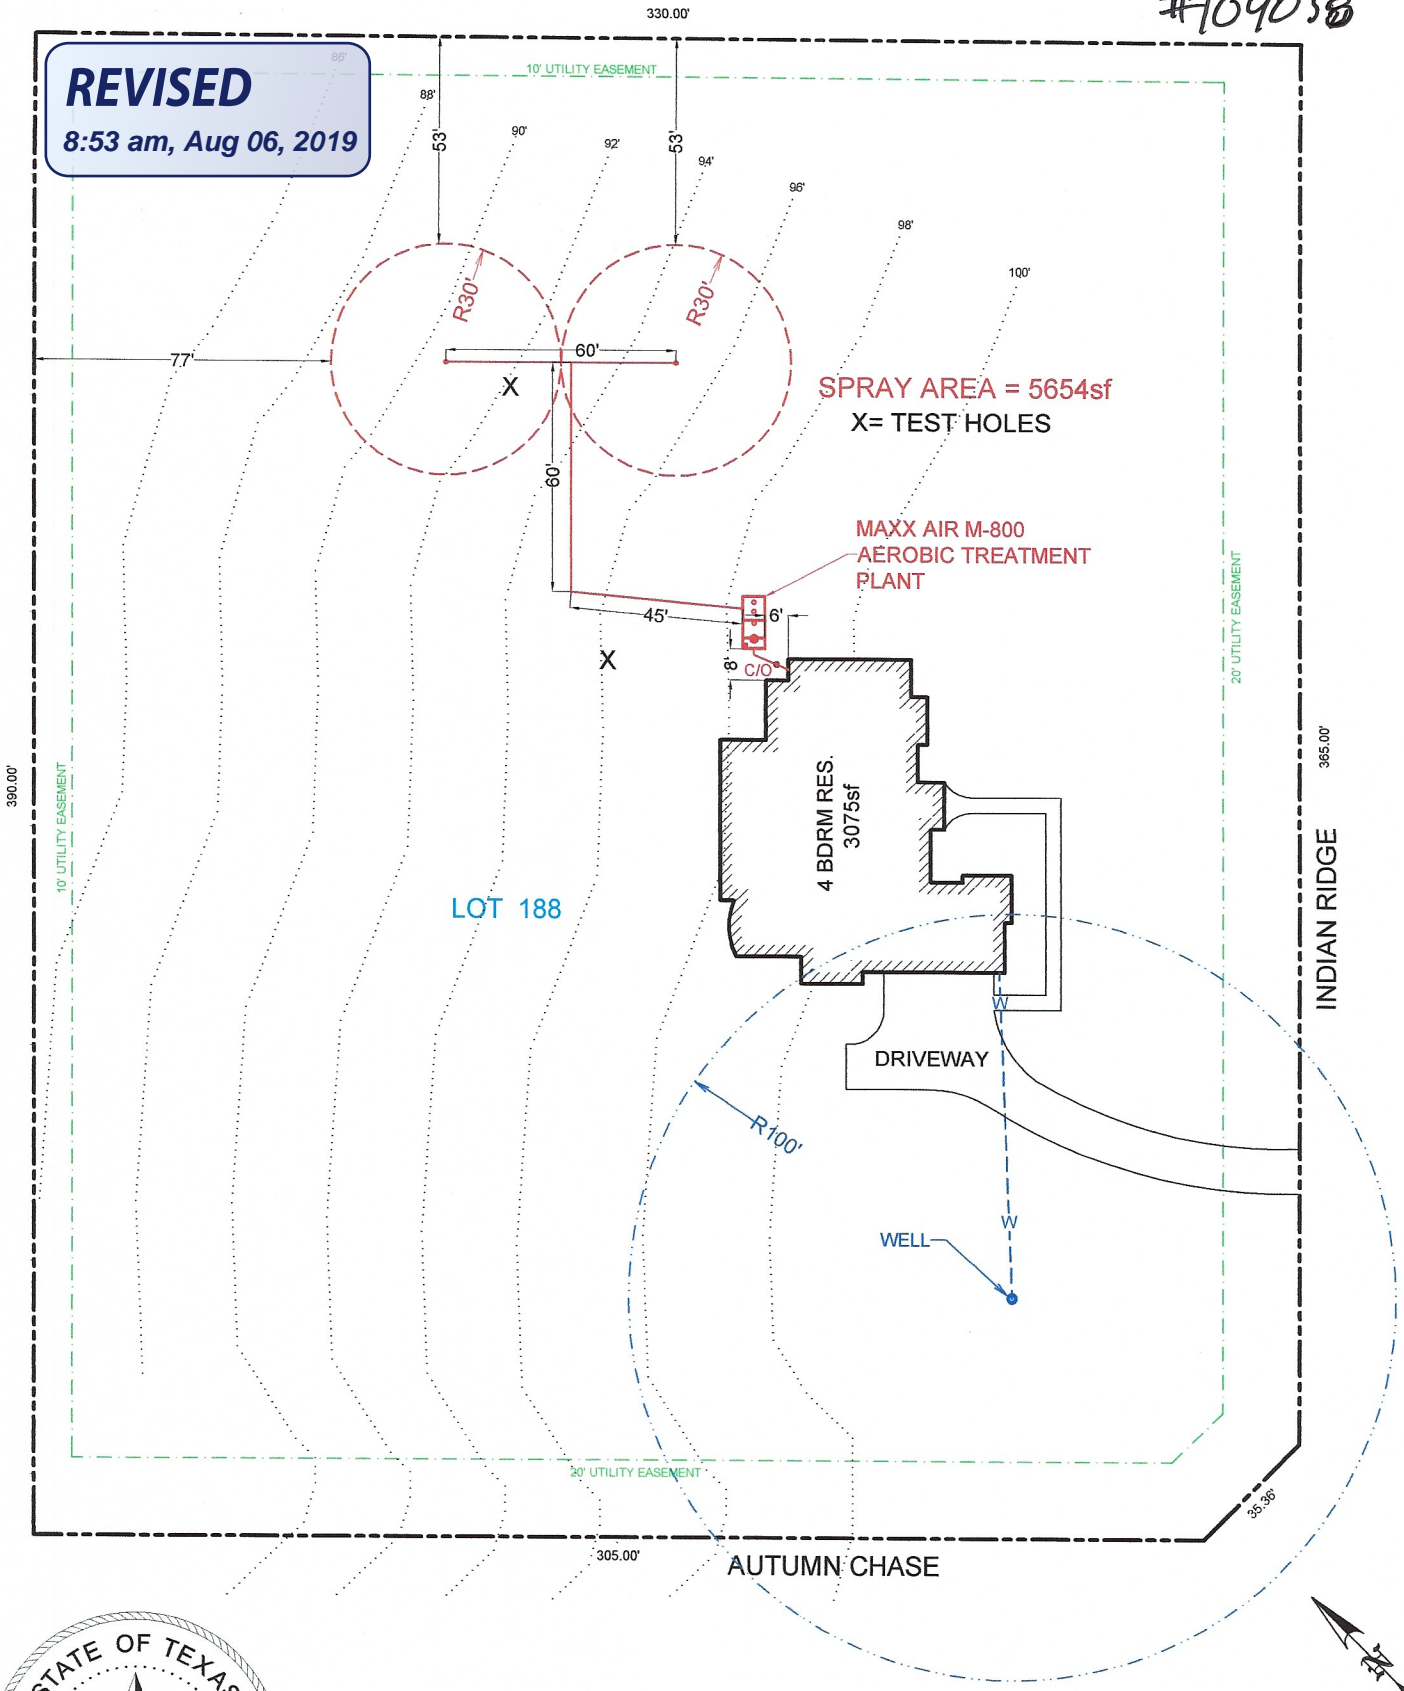 330.00'
REVISED
8:53 am, Aug 06, 2019
86'
10' UTILITY EASEMENT
88'
90'
92'
94'
96'
98'
100'
53'
53'
R30'
R30'
77'
60'
X
SPRAY AREA = 5654sf
X= TEST HOLES
60'
MAXX AIR M-800
AEROBIC TREATMENT
PLANT
45'
6'
8'
C/O
X
20' UTILITY EASEMENT
390.00'
365.00'
10' UTILITY EASEMENT
4 BDRM RES.
3075sf
LOT 188
INDIAN RIDGE
W
DRIVEWAY
R100'
W
WELL
20' UTILITY EASEMENT
35.36'
305.00'
AUTUMN CHASE
STATE OF TEXAS
N